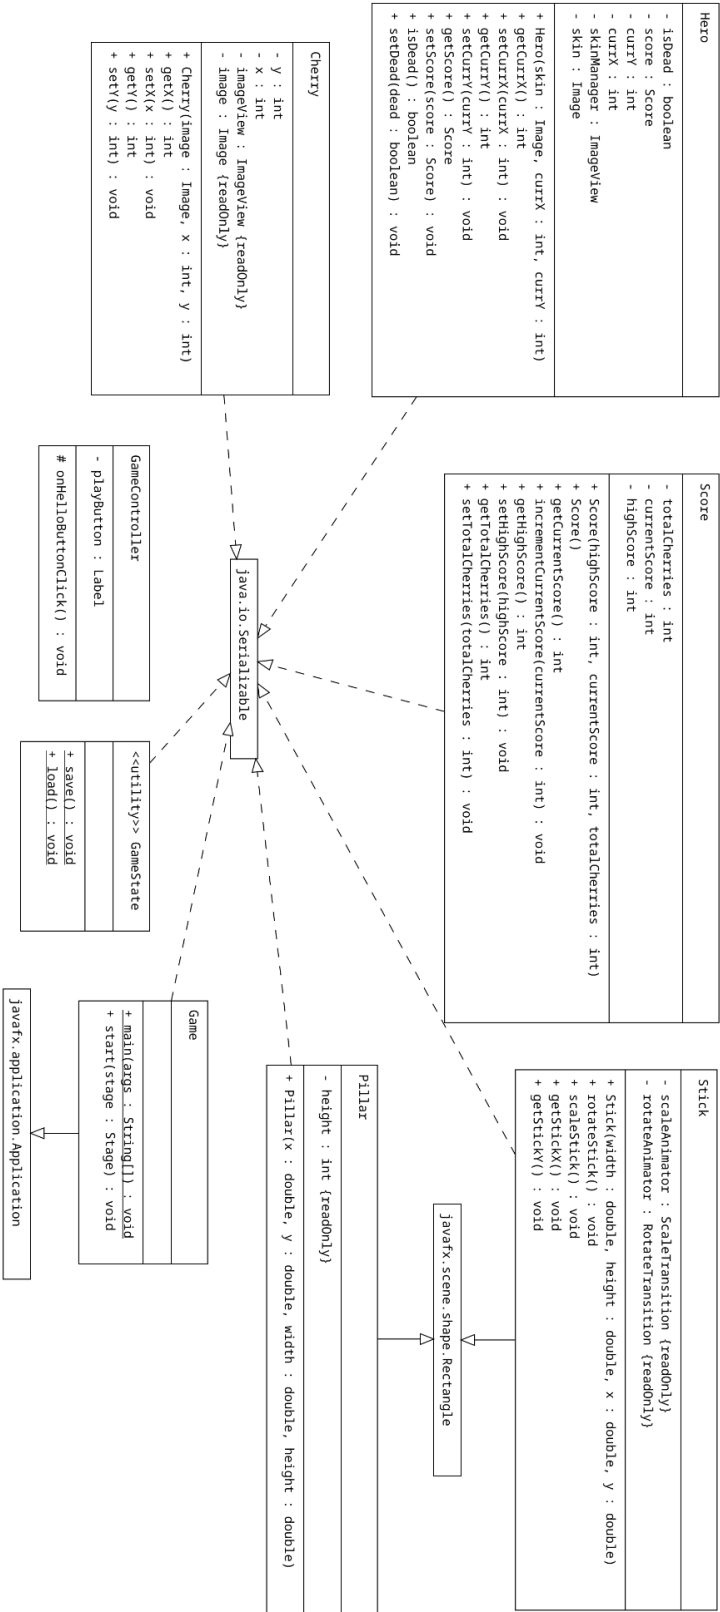 Hero
- isDead : boolean
- score : Score
- currY : int
- currX : int
- skinManager : ImageView
- skin : Image
+ Hero(skin : Image, currX : int, currY : int)
+ getCurrX() : int
+ setCurrX(currX : int) : void
+ getCurrY() : int
+ setCurrY(currY : int) : void
+ getScore() : Score
+ setScore(score : Score) : void
+ isDead() : boolean
+ setDead(dead : boolean) : void
Score
- totalCherries : int
- currentScore : int
- highScore : int
+ Score(highScore : int, currentScore : int, totalCherries : int)
+ Score()
+ getCurrentScore() : int
+ incrementCurrentScore(currentScore : int) : void
+ getHighScore() : int
+ setHighScore(highScore : int) : void
+ getTotalCherries() : int
+ setTotalCherries(totalCherries : int) : void
Stick
- scaleAnimator : ScaleTransition {readOnly}
- rotateAnimator : RotateTransition {readOnly}
+ Stick(width : double, height : double, x : double, y : double)
+ rotateStick() : void
+ scaleStick() : void
+ getStickX() : void
+ getStickY() : void
javafx.scene.shape.Rectangle
Cherry
- y : int
- x : int
- imageView : ImageView {readOnly}
- image : Image {readOnly}
+ Cherry(image : Image, x : int, y : int)
+ getX() : int
+ setX(x : int) : void
+ getY() : int
+ setY(y : int) : void
java.io.Serializable
Pillar
- height : int {readOnly}
+ Pillar(x : double, y : double, width : double, height : double)
GameController
- playButton : Label
# onHelloButtonClick() : void
<<utility>> GameState
+ save() : void
+ load() : void
Game
+ main(args : String[]) : void
+ start(stage : Stage) : void
javafx.application.Application